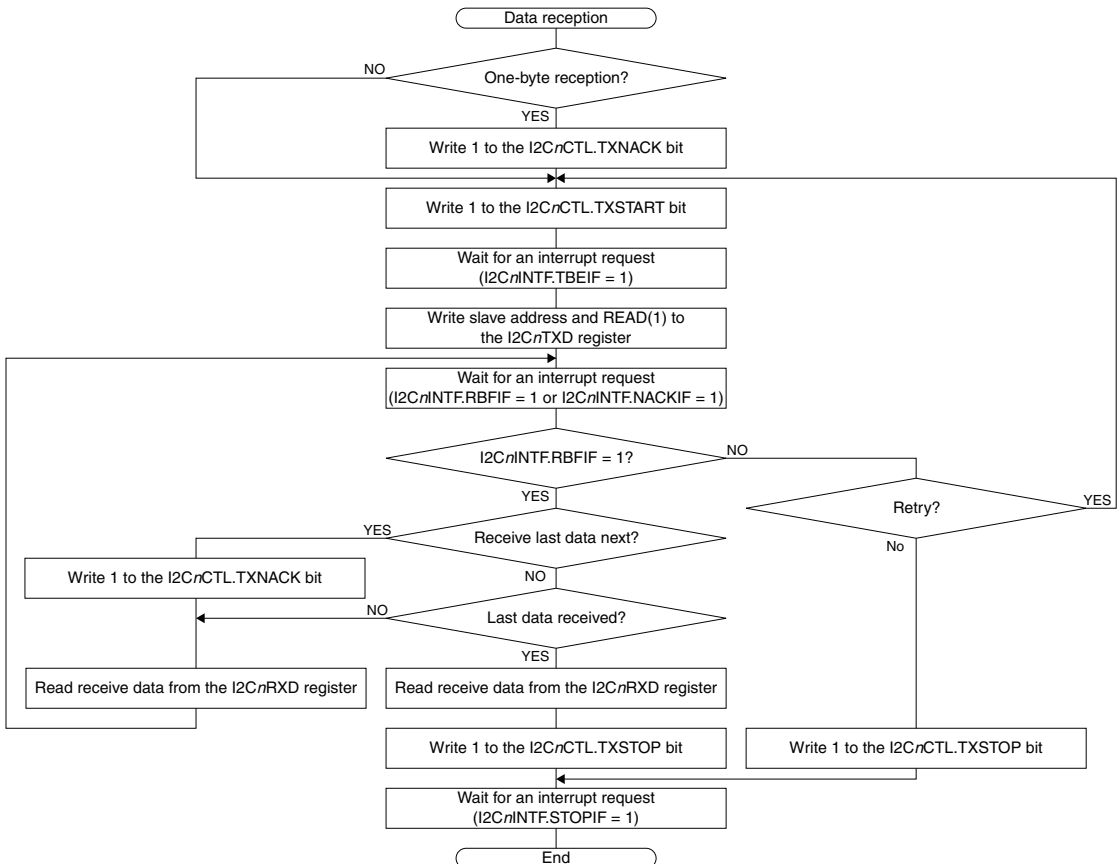 Data reception
One-byte reception?
NO
YES
Write 1 to the I2CnCTL.TXNACK bit
Write 1 to the I2CnCTL.TXSTART bit
Wait for an interrupt request
(I2CnINTF.TBEIF = 1)
Write slave address and READ(1) to
the I2CnTXD register
Wait for an interrupt request
(I2CnINTF.RBFIF = 1 or I2CnINTF.NACKIF = 1)
I2CnINTF.RBFIF = 1?
NO
YES
Retry?
YES
No
Receive last data next?
YES
NO
Write 1 to the I2CnCTL.TXNACK bit
Last data received?
NO
YES
Read receive data from the I2CnRXD register
Read receive data from the I2CnRXD register
Write 1 to the I2CnCTL.TXSTOP bit
Write 1 to the I2CnCTL.TXSTOP bit
Wait for an interrupt request
(I2CnINTF.STOPIF = 1)
End